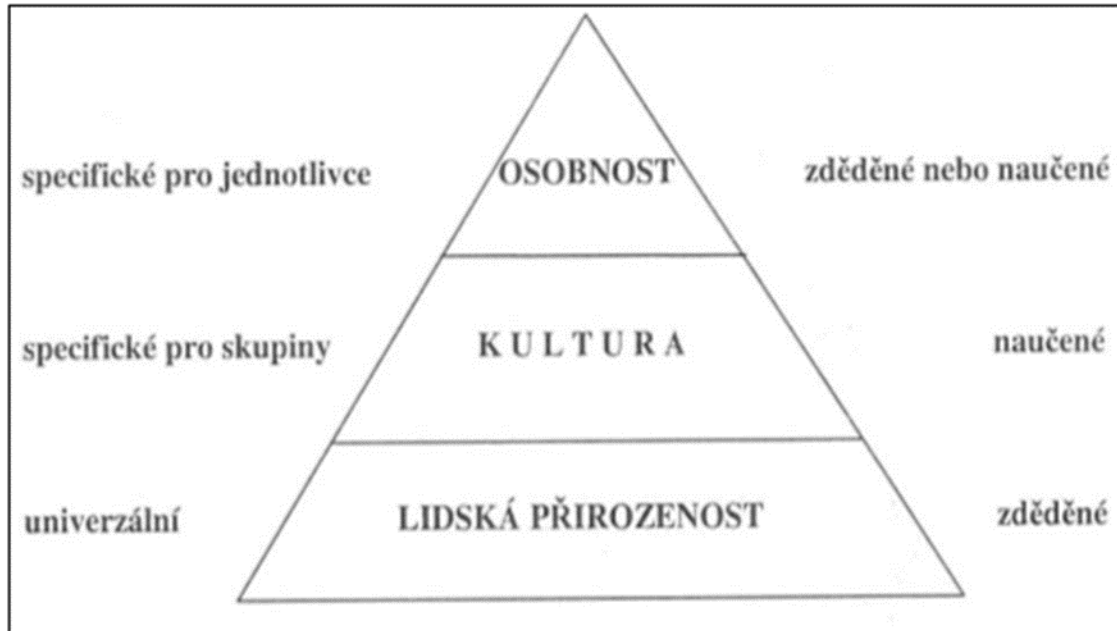 specifické pro jednotlivce OSOBNOST zděděné nebo naučené
specifické pro skupiny K U L T U R A naučené
univerzální LIDSKÁ PŘIROZENOST zděděné